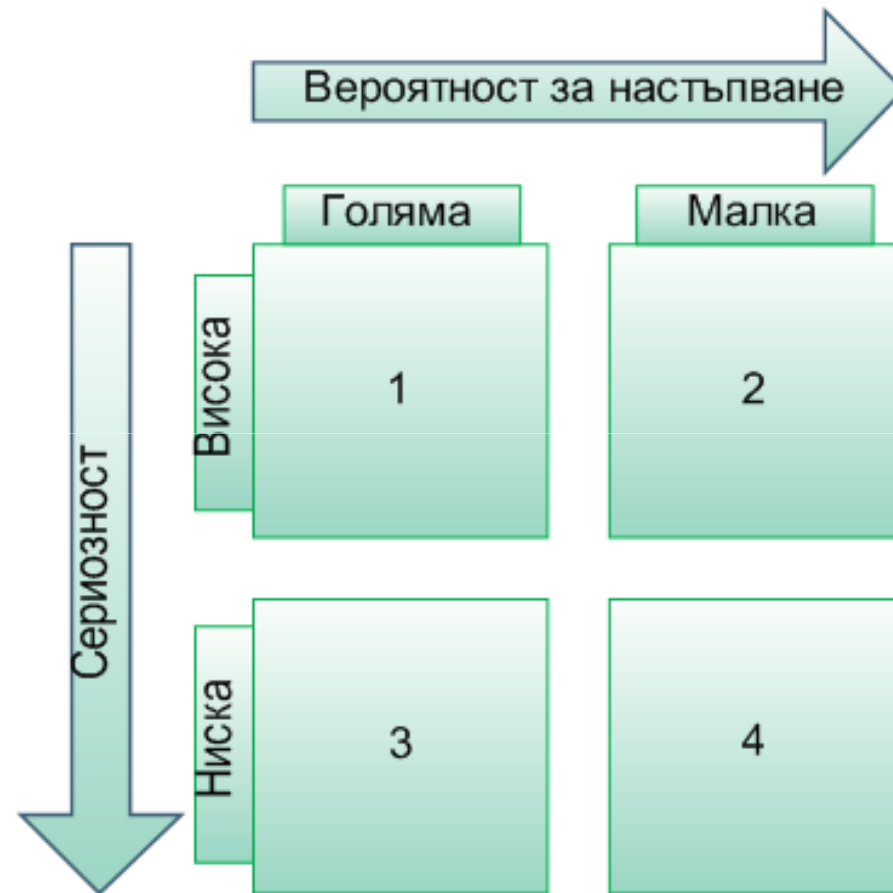 Вероятност за настъпване
Голяма
Малка
Сериозност
Висока
1
2
Ниска
3
4